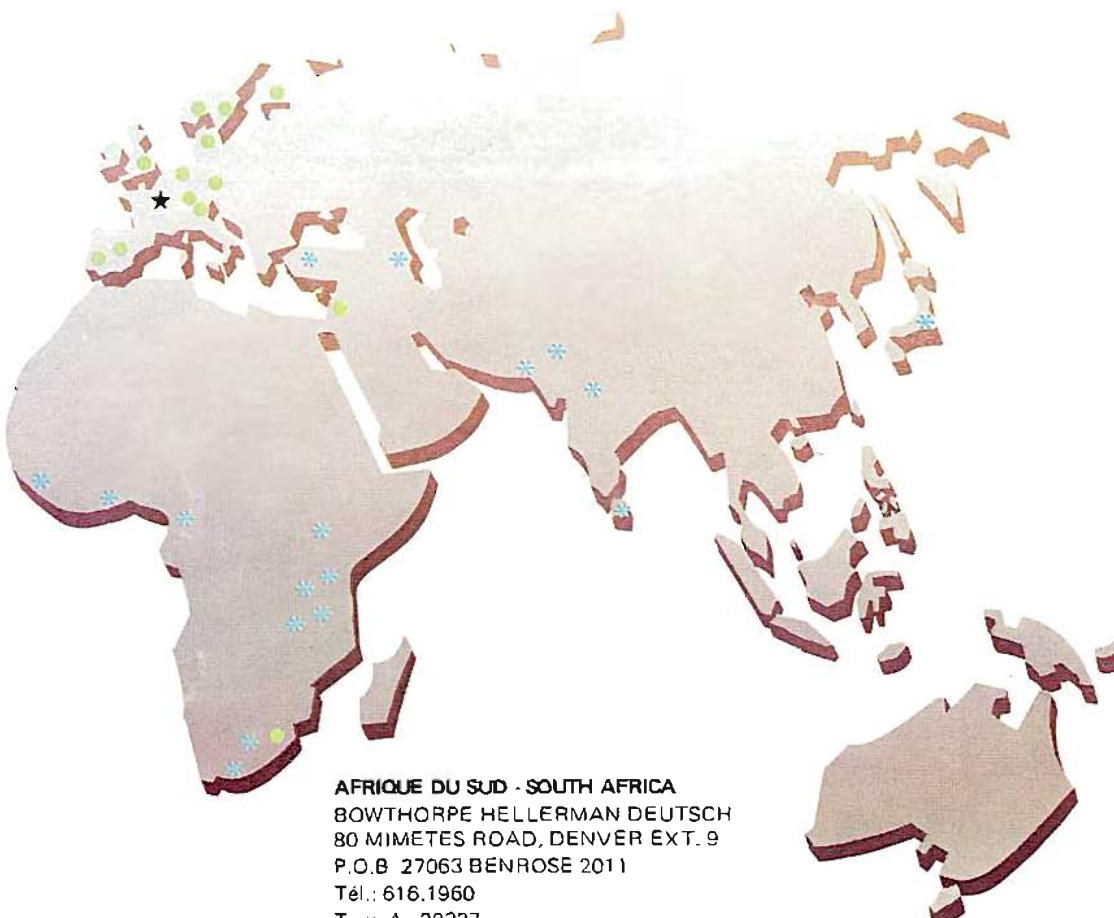 AFRIQUE DU SUD - SOUTH AFRICA
BOWTHORPE HELLERMAN DEUTSCH
80 MIMETES ROAD, DENVER EXT. 9
P.O.B 27063 BENROSE 2011
Tél.: 616.1960